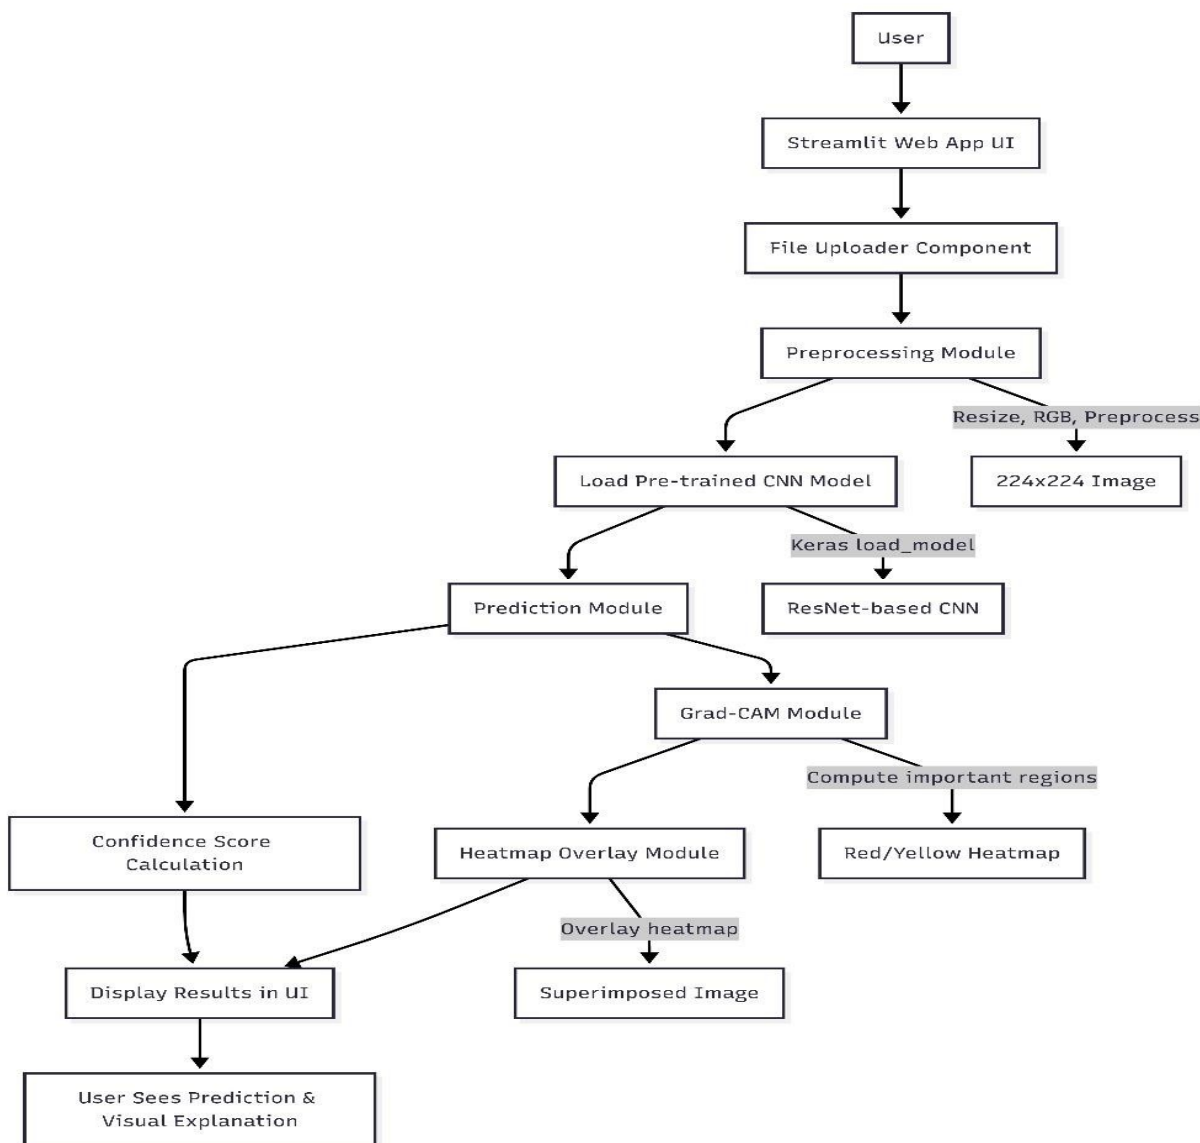 User
Streamlit Web App UI
File Uploader Component
Preprocessing Module
Resize, RGB, Preprocess
Load Pre-trained CNN Model
224x224 Image
Keras load_model
Prediction Module
ResNet-based CNN
Grad-CAM Module
Compute important regions
Confidence Score
Calculation
Heatmap Overlay Module
Red/Yellow Heatmap
Overlay heatmap
Display Results in UI
Superimposed Image
User Sees Prediction &
Visual Explanation